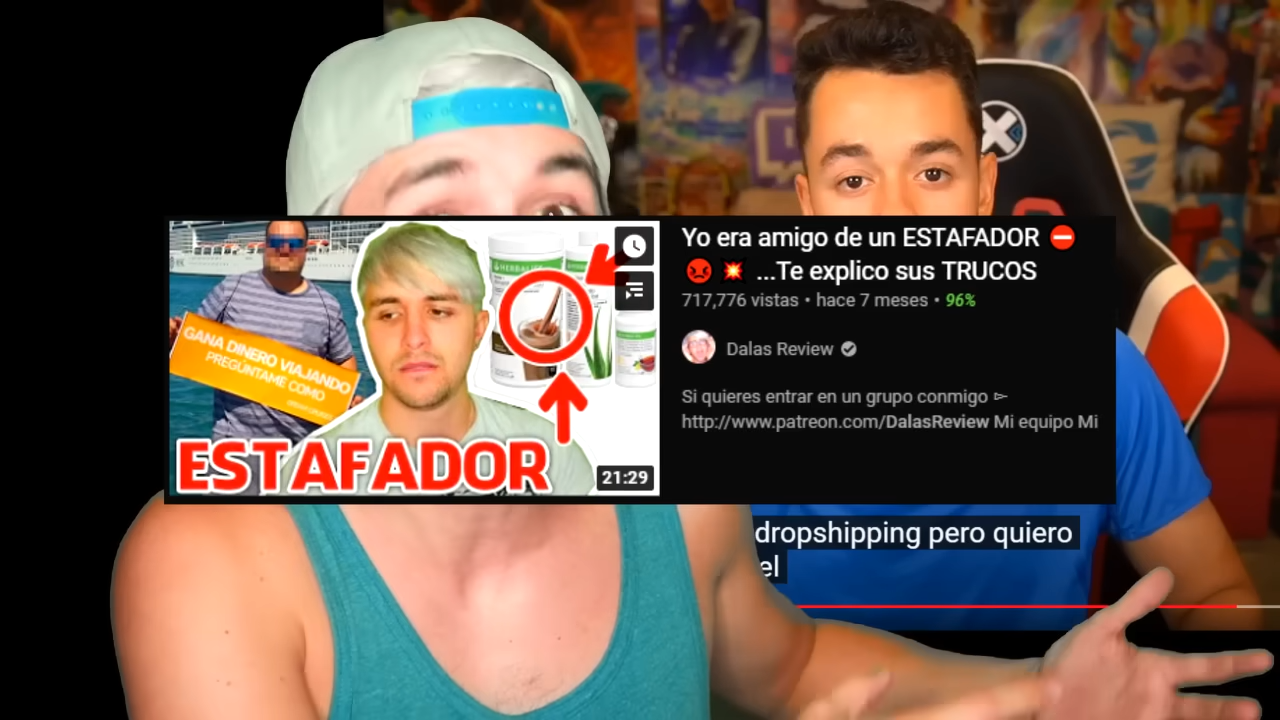 GANA DINERO VIAJANDO
PREGÚNTAME COMO
HERBALIFE
ESTAFADOR
21:29
Yo era amigo de un ESTAFADOR ⛔
😡 💥 ...Te explico sus TRUCOS
717,776 vistas • hace 7 meses • 96%
Dalas Review
Si quieres entrar en un grupo conmigo ▻
http://www.patreon.com/DalasReview Mi equipo Mi
dropshipping pero quiero
el